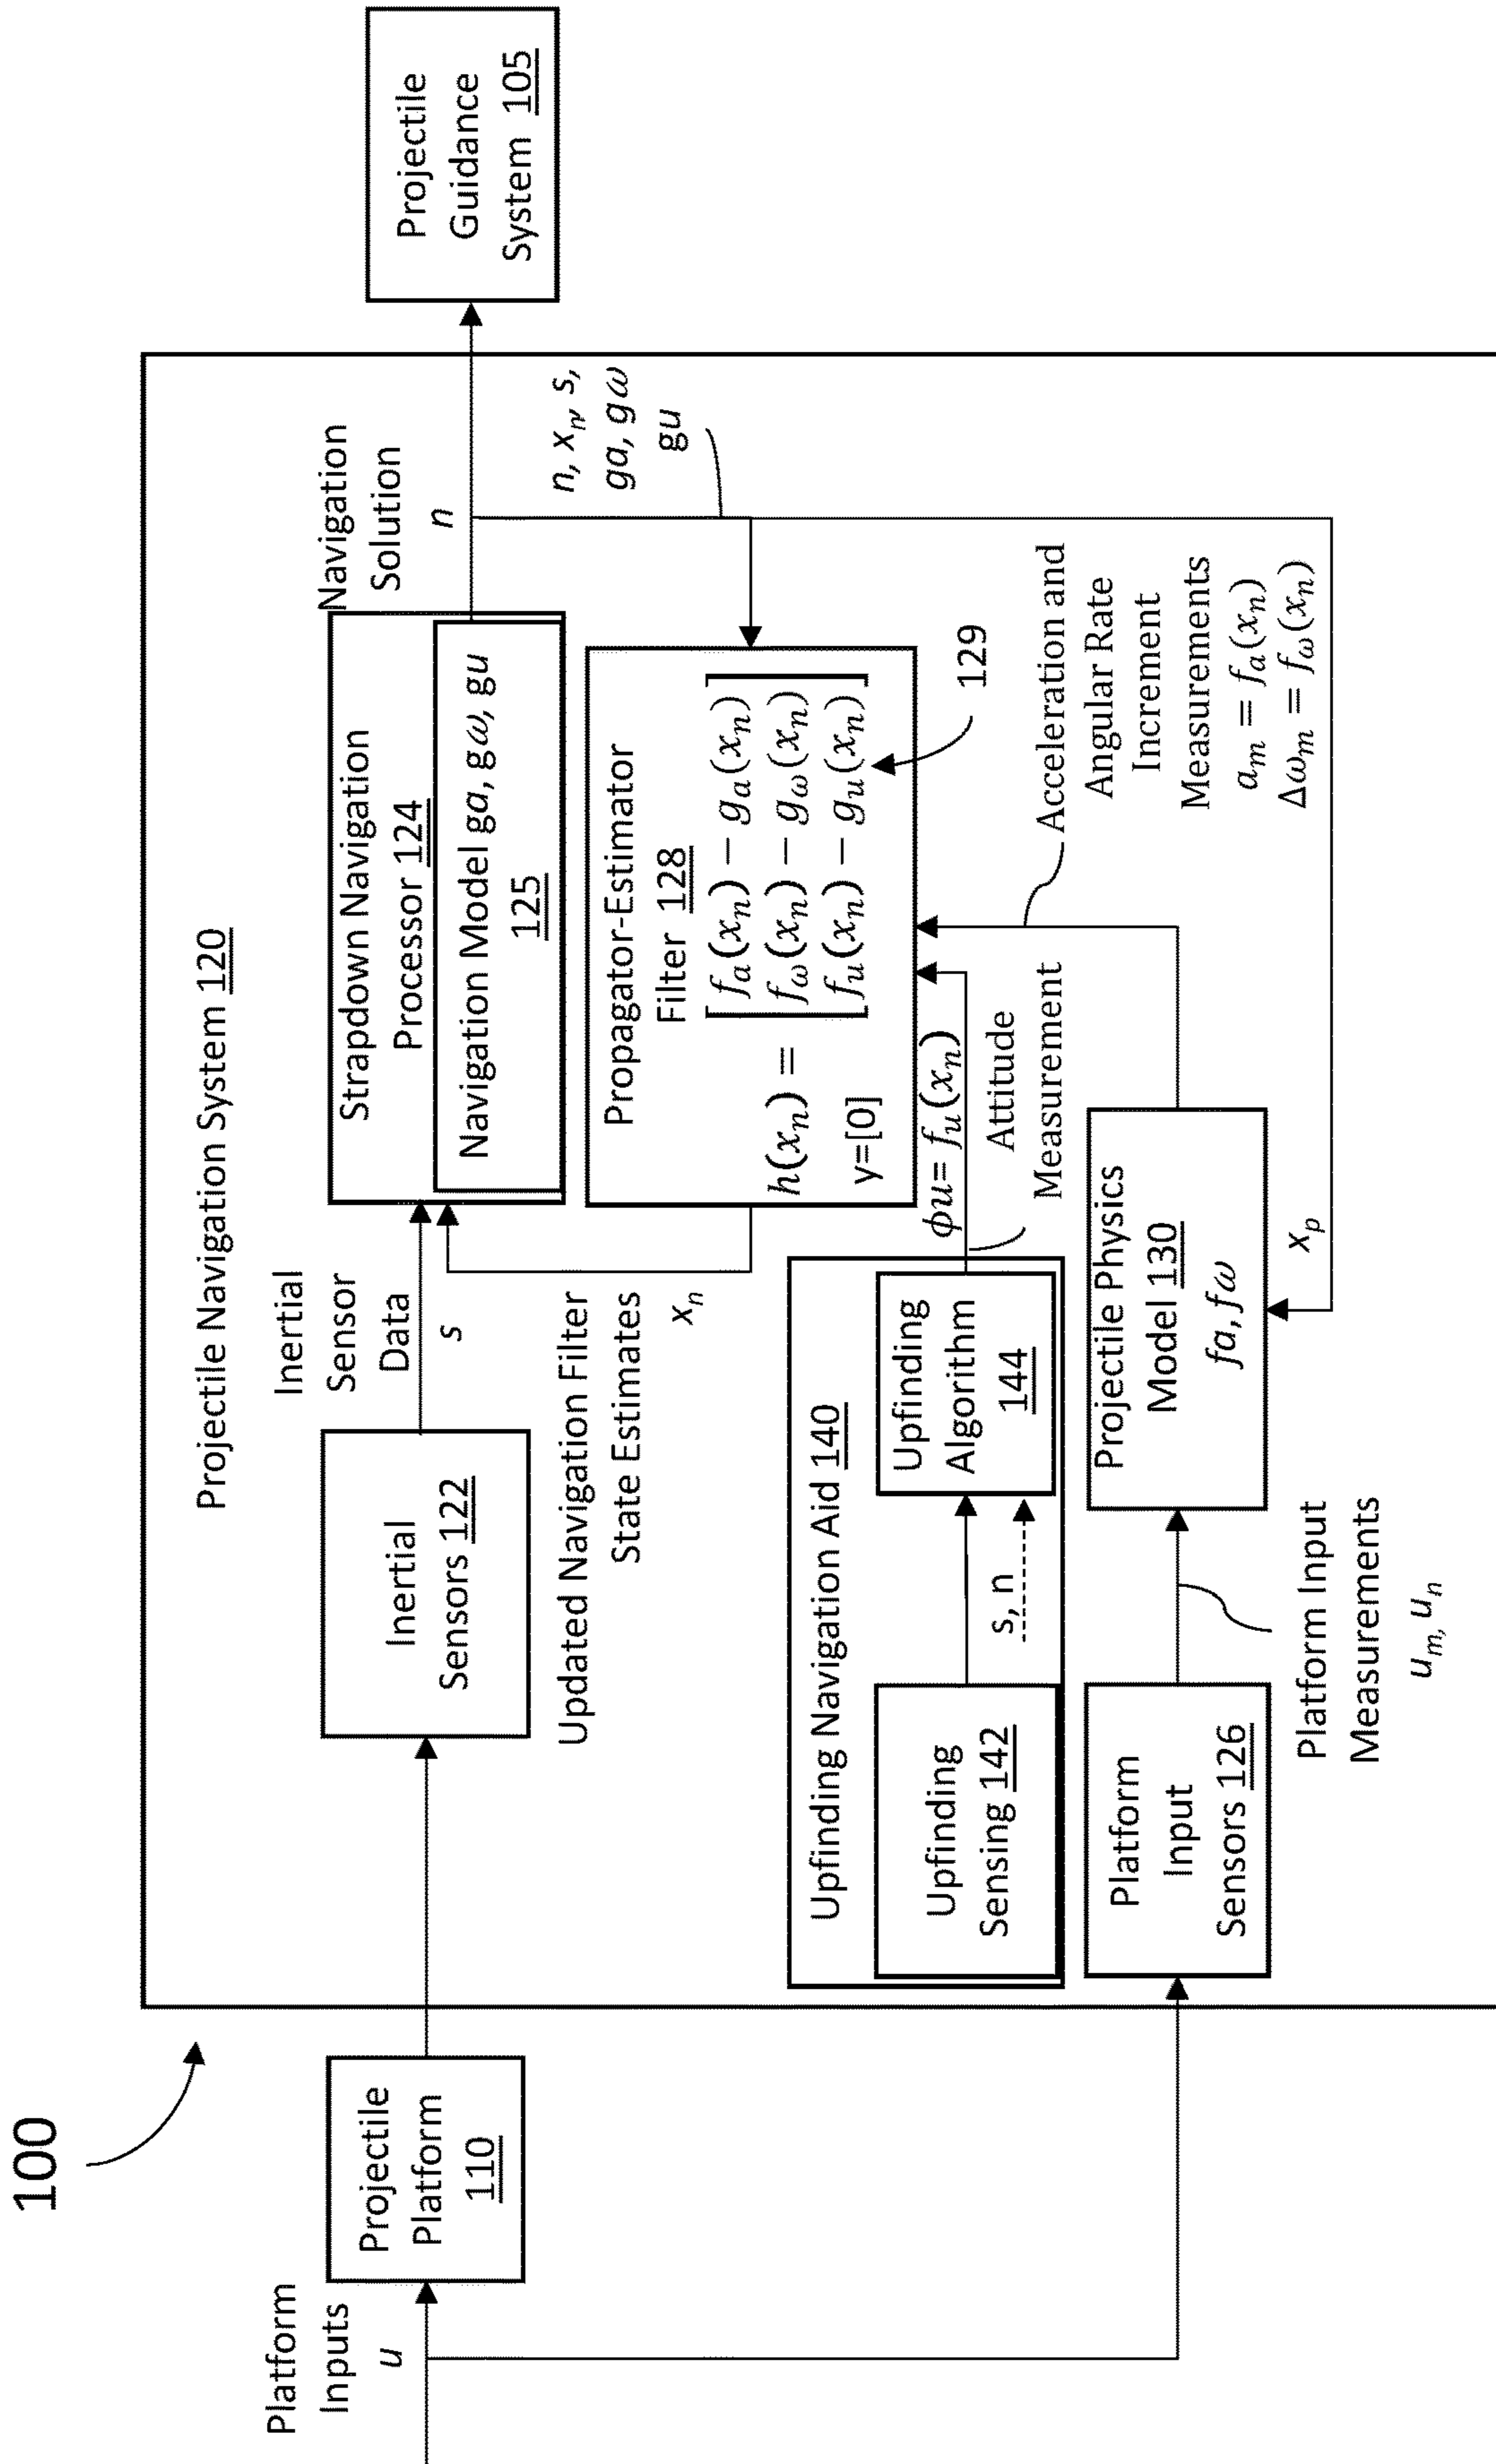 100
Platform
Inputs
u
Projectile
Platform
110
Projectile Navigation System 120
Inertial
Sensors 122
Inertial
Sensor
Data
s
Strapdown Navigation
Processor 124
Navigation Model ga, gω, gu
125
Navigation
Solution
n
Projectile
Guidance
System 105
Updated Navigation Filter
State Estimates
x_n
Propagator-Estimator
Filter 128
h(x_n) =
f_a(x_n) − g_a(x_n)
f_ω(x_n) − g_ω(x_n)
f_u(x_n) − g_u(x_n)
y=[0]
129
n, x_n, s,
ga, gω
gu
Upfinding Navigation Aid 140
Upfinding
Sensing 142
s, n
Upfinding
Algorithm
144
ϕu= f_u(x_n)
Attitude
Measurement
Acceleration and
Angular Rate
Increment
Measurements
a_m = f_a(x_n)
Δω_m = f_ω(x_n)
Platform
Input
Sensors 126
Platform Input
Measurements
u_m, u_n
Projectile Physics
Model 130
fa, fω
x_p